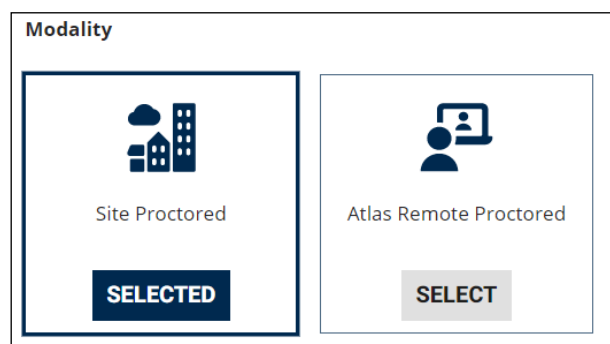 Modality
Site Proctored
Atlas Remote Proctored
SELECTED
SELECT